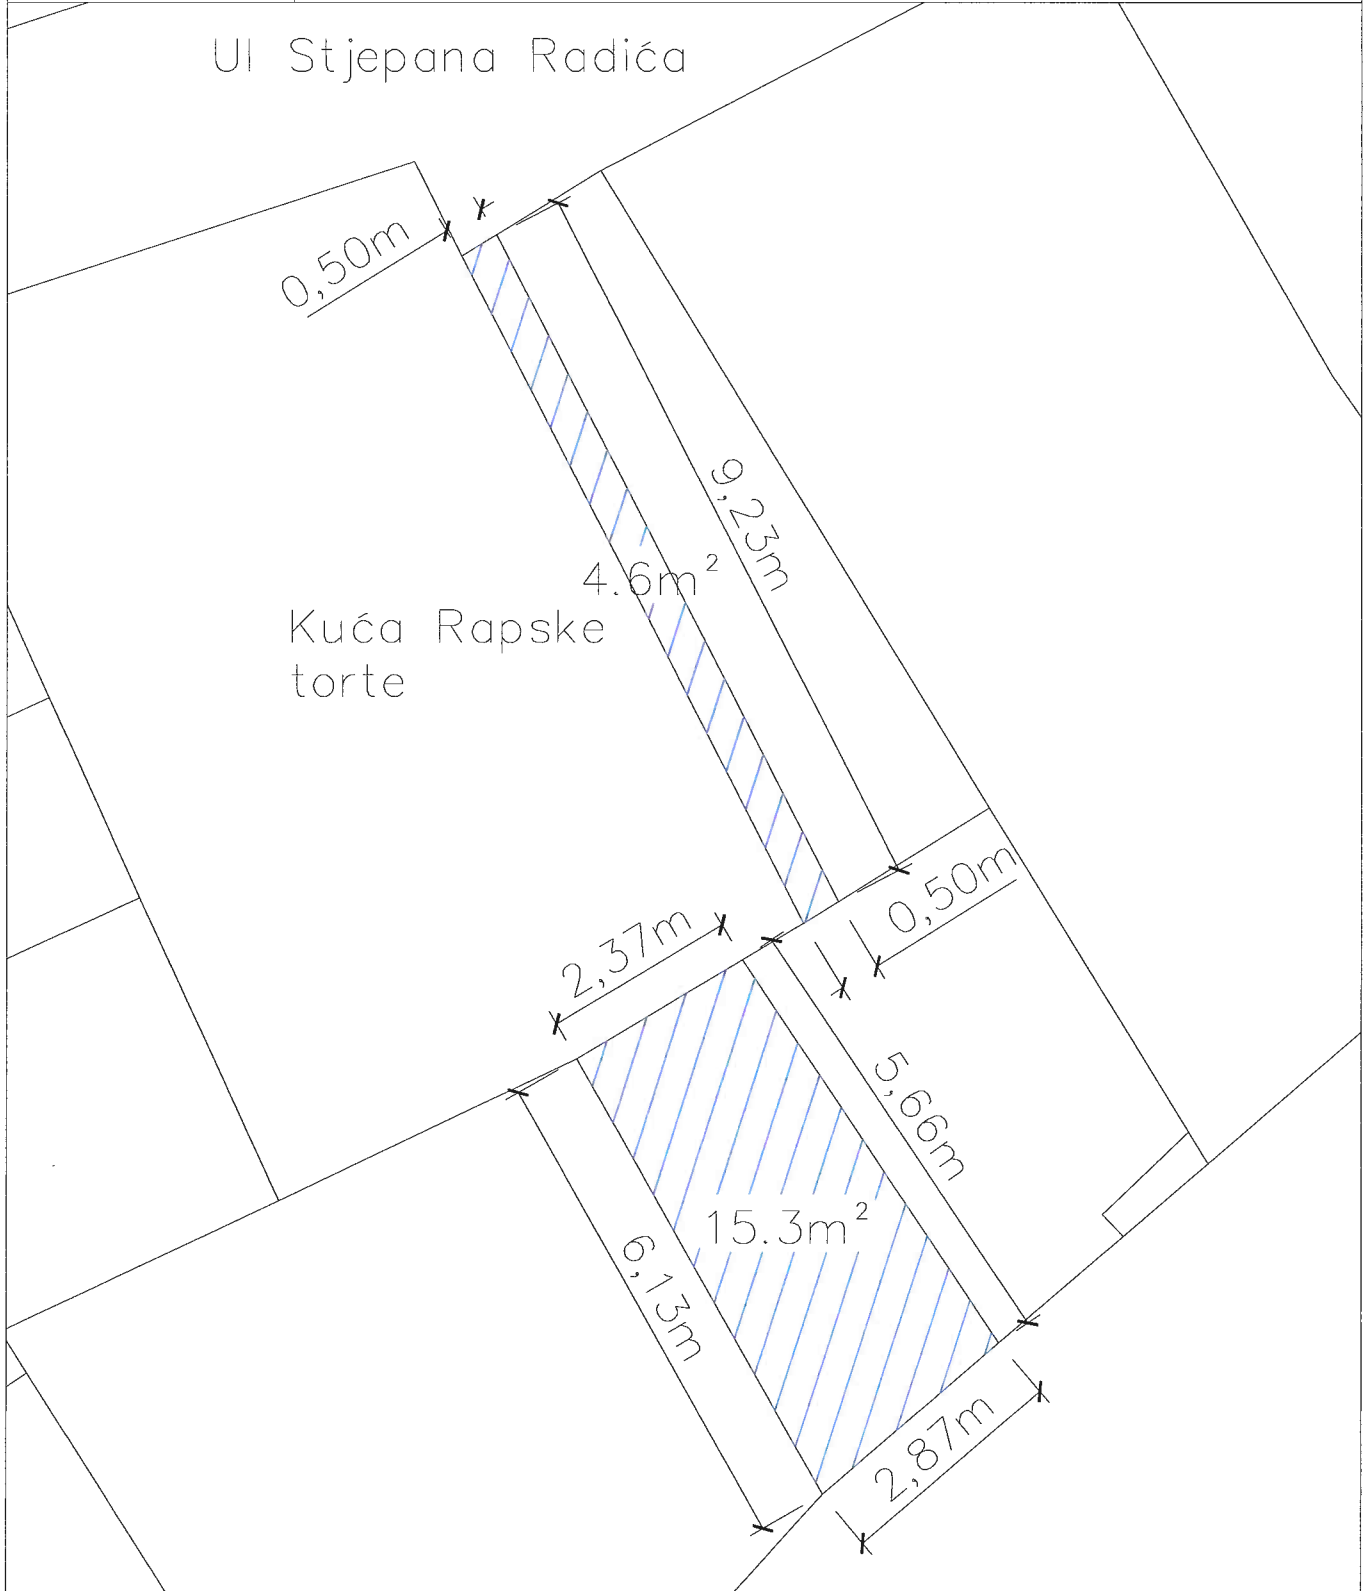 Ul Stjepana Radića
0,50m
9,23m
4.6m²
Kuća Rapske
torte
0,50m
2,37m
5,66m
15.3m²
6,13m
2,87m